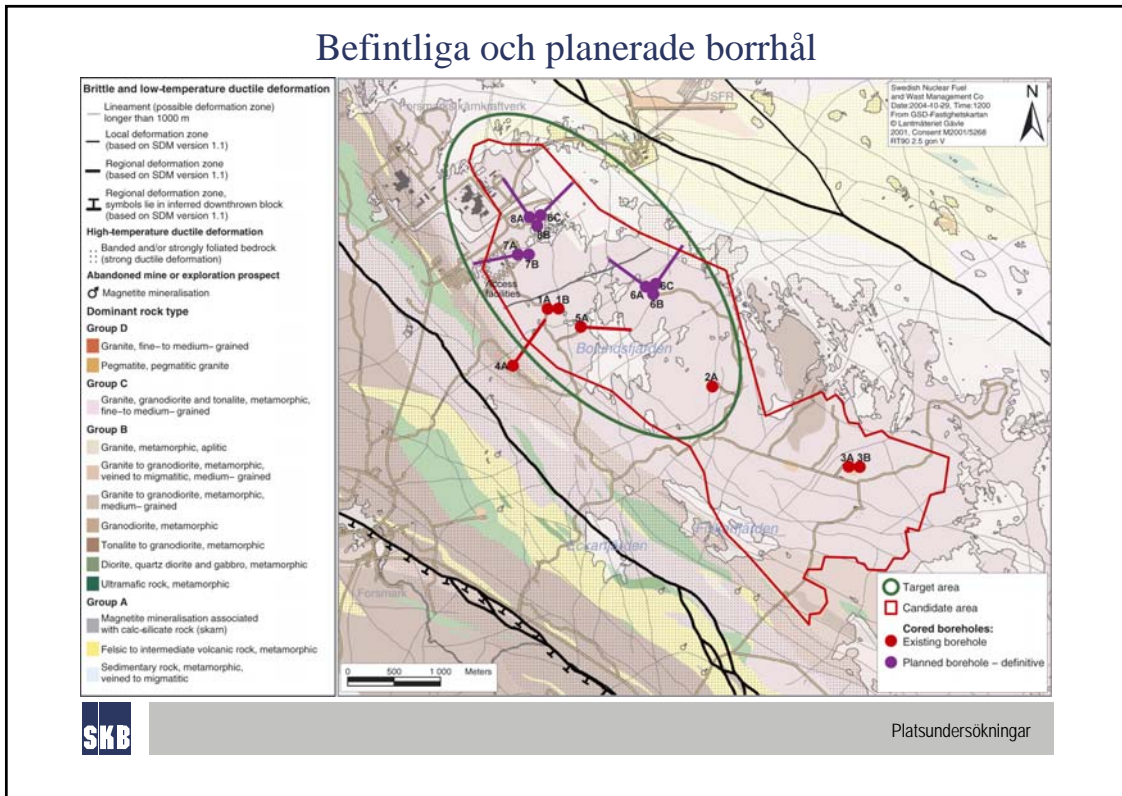 Befintliga och planerade borrhål
Brittle and low-temperature ductile deformation
Lineament (possible deformation zone)
longer than 1000 m
Local deformation zone
(based on SDM version 1.1)
Regional deformation zone
(based on SDM version 1.1)
Regional deformation zone,
symbols lie in inferred downthrown block
(based on SDM version 1.1)
High-temperature ductile deformation
Banded and/or strongly foliated bedrock
(strong ductile deformation)
Abandoned mine or exploration prospect
Magnetite mineralisation
Dominant rock type
Group D
Granite, fine- to medium- grained
Pegmatite, pegmatitic granite
Group C
Granite, granodiorite and tonalite, metamorphic,
fine- to medium- grained
Group B
Granite, metamorphic, aplitic
Granite to granodiorite, metamorphic,
veined to migmatitic, medium- grained
Granite to granodiorite, metamorphic,
medium- grained
Granodiorite, metamorphic
Tonalite to granodiorite, metamorphic
Diorite, quartz diorite and gabbro, metamorphic
Ultramafic rock, metamorphic
Group A
Magnetite mineralisation associated
with calc-silicate rock (skarn)
Felsic to intermediate volcanic rock, metamorphic
Sedimentary rock, metamorphic,
veined to migmatitic
Forsmarks kärnkraftverk
SFR
Swedish Nuclear Fuel
and Wast Management Co
Date:2004-10-29, Time:1200
From GSD-Fastighetskartan
© Lantmäteriet Gävle
2001, Consent M2001/5268
RT90 2.5 gon V
N
8A
8B
7A
7B
Access
facilities
6A
6C
6B
1A 1B
5A
Bolundsfjärden
4A
2A
3A 3B
Fiskarfjärden
Eckarfjärden
Forsmark
0 500 1 000 Meters
Target area
Candidate area
Cored boreholes:
Existing borehole
Planned borehole – definitive
SKB
Platsundersökningar